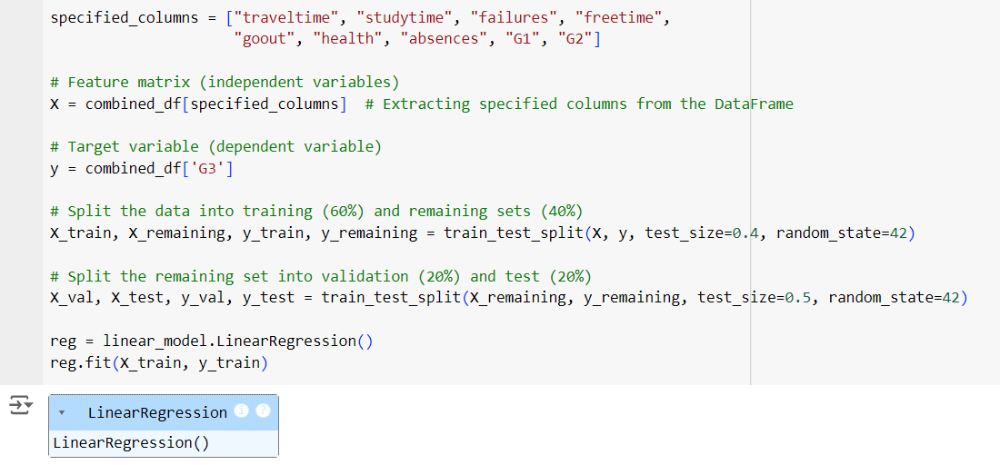 specified_columns = ["traveltime", "studytime", "failures", "freetime",
"goout", "health", "absences", "G1", "G2"]
# Feature matrix (independent variables)
X = combined_df[specified_columns]  # Extracting specified columns from the DataFrame
# Target variable (dependent variable)
y = combined_df['G3']
# Split the data into training (60%) and remaining sets (40%)
X_train, X_remaining, y_train, y_remaining = train_test_split(X, y, test_size=0.4, random_state=42)
# Split the remaining set into validation (20%) and test (20%)
X_val, X_test, y_val, y_test = train_test_split(X_remaining, y_remaining, test_size=0.5, random_state=42)
reg = linear_model.LinearRegression()
reg.fit(X_train, y_train)
▾ LinearRegression i ?
LinearRegression()